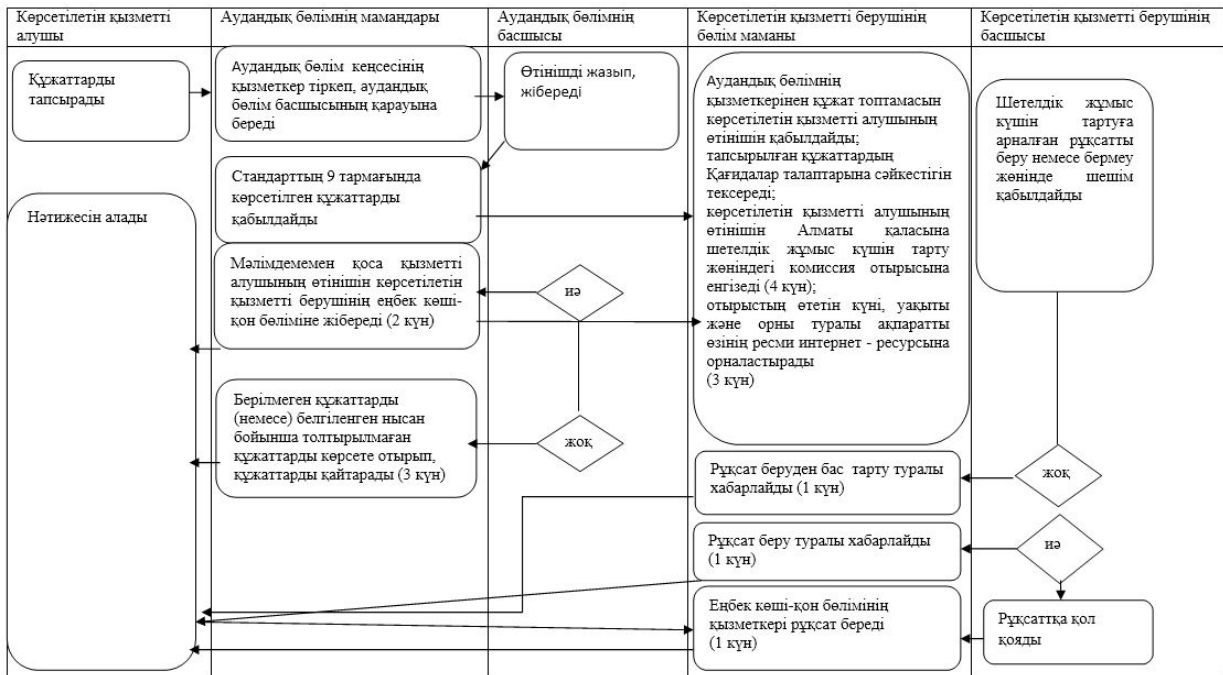 Көрсетілетін қызметті
алушы
Аудандық бөлімнің мамандары
Аудандық бөлімнің
басшысы
Көрсетілетін қызметті берушінің
бөлім маманы
Көрсетілетін қызметті берушінің
басшысы
Құжаттарды
тапсырады
Аудандық бөлім кеңсесінің
қызметкер тіркеп, аудандық
бөлім басшысының қарауына
береді
Өтінішді жазып,
жібереді
Аудандық бөлімнің
қызметкерінен құжат топтамасын
көрсетілетін қызметті алушының
өтінішін қабылдайды;
тапсырылған құжаттардың
Қағидалар талаптарына сәйкестігін
тексереді;
көрсетілетін қызметті алушының
өтінішін Алматы қаласына
шетелдік жұмыс күшін тарту
жөніндегі комиссия отырысына
енгізеді (4 күн);
отырыстың өтетін күні, уақыты
және орны туралы ақпаратты
өзінің ресми интернет - ресурсына
орналастырады
(3 күн)
Шетелдік жұмыс
күшін тартуға
арналған рұқсатты
беру немесе бермеу
жөнінде шешім
қабылдайды
Стандарттың 9 тармағында
көрсетілген құжаттарды
қабылдайды
Нәтижесін алады
Мәлімдемемен қоса қызметті
алушының өтінішін көрсетілетін
қызметті берушінің еңбек көші-
қон бөліміне жібереді (2 күн)
иә
Берілмеген құжаттарды
(немесе) белгіленген нысан
бойынша толтырылмаған
құжаттарды көрсете отырып,
құжаттарды қайтарады (3 күн)
жоқ
Рұқсат беруден бас тарту туралы
хабарлайды (1 күн)
жоқ
Рұқсат беру туралы хабарлайды
(1 күн)
иә
Еңбек көші-қон бөлімінің
қызметкері рұқсат береді
(1 күн)
Рұқсаттқа қол
қояды